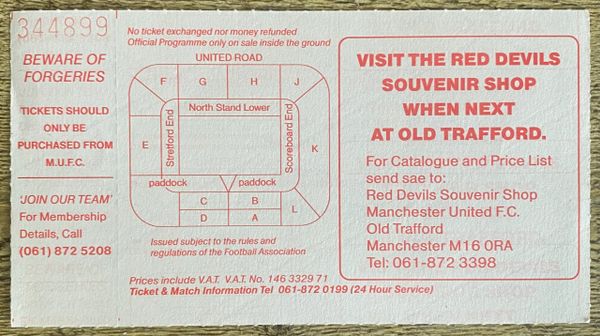 344899
BEWARE OF
FORGERIES
TICKETS SHOULD
ONLY BE
PURCHASED FROM
M.U.F.C.
'JOIN OUR TEAM'
For Membership
Details, Call
(061) 872 5208
No ticket exchanged nor money refunded
Official Programme only on sale inside the ground
UNITED ROAD
F G H J
North Stand Lower
Stretford End
Scoreboard End
E
K
paddock paddock
C B
D A
L
Issued subject to the rules and
regulations of the Football Association
Prices include V.A.T. V.A.T. No. 146 3329 71
Ticket & Match Information Tel 061-872 0199 (24 Hour Service)
VISIT THE RED DEVILS
SOUVENIR SHOP
WHEN NEXT
AT OLD TRAFFORD.
For Catalogue and Price List
send sae to:
Red Devils Souvenir Shop
Manchester United F.C.
Old Trafford
Manchester M16 0RA
Tel: 061-872 3398